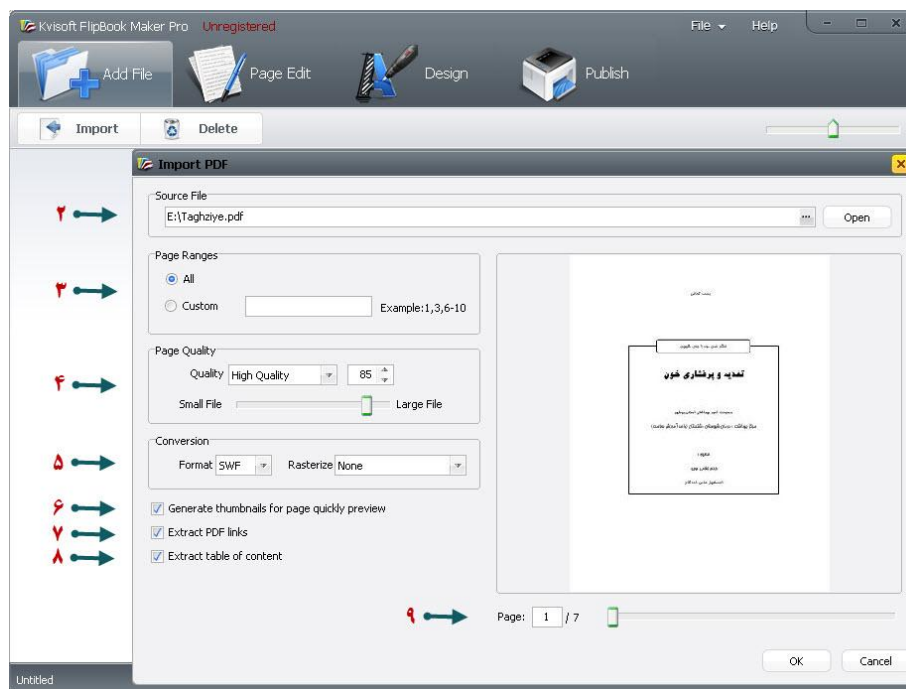 Kvisoft FlipBook Maker Pro Unregistered File Help
Add File Page Edit Design Publish
Import Delete
Import PDF
Source File
۲ E:\Taghziye.pdf ... Open
Page Ranges
All
۳
Custom Example:1,3,6-10
Page Quality
Quality High Quality 85
۴
Small File Large File
Conversion
۵ Format SWF Rasterize None
۶ Generate thumbnails for page quickly preview
۷ Extract PDF links
۸ Extract table of content
تغذیه و پرفشاری خون
۹ Page: 1 / 7
OK Cancel
Untitled